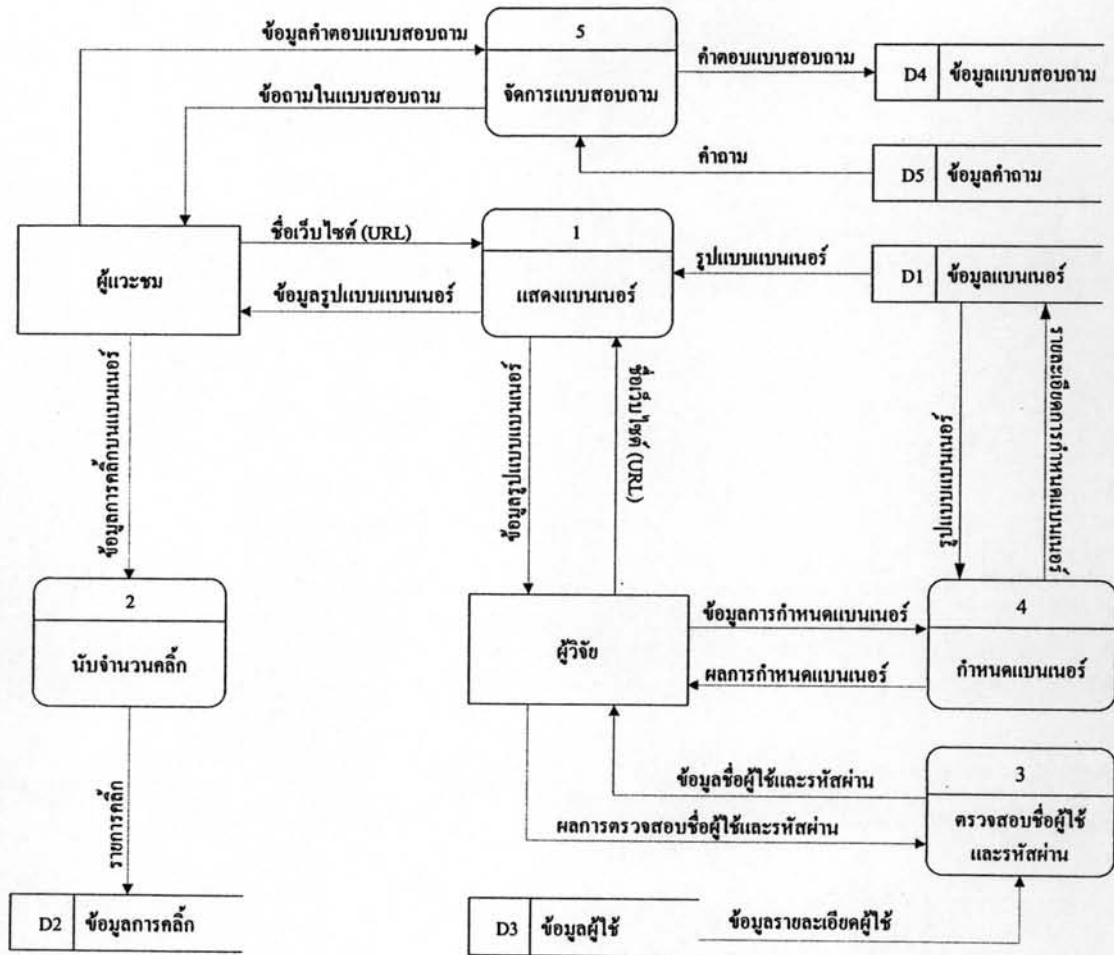 ข้อมูลคำตอบแบบสอบถาม
5
จัดการแบบสอบถาม
คำตอบแบบสอบถาม
D4 ข้อมูลแบบสอบถาม
ข้อถามในแบบสอบถาม
คำถาม
D5 ข้อมูลคำถาม
ผู้แวะชม
ชื่อเว็บไซต์ (URL)
1
แสดงแบนเนอร์
รูปแบบแบนเนอร์
D1 ข้อมูลแบนเนอร์
ข้อมูลรูปแบบแบนเนอร์
ข้อมูลการคลิ้กบนแบนเนอร์
ข้อมูลรูปแบบแบนเนอร์
ชื่อเว็บไซต์ (URL)
รูปแบบแบนเนอร์
รายละเอียดการกำหนดแบนเนอร์
2
นับจำนวนคลิ้ก
ผู้วิจัย
ข้อมูลการกำหนดแบนเนอร์
ผลการกำหนดแบนเนอร์
4
กำหนดแบนเนอร์
รายการคลิ้ก
ข้อมูลชื่อผู้ใช้และรหัสผ่าน
ผลการตรวจสอบชื่อผู้ใช้และรหัสผ่าน
3
ตรวจสอบชื่อผู้ใช้
และรหัสผ่าน
D2 ข้อมูลการคลิ้ก
D3 ข้อมูลผู้ใช้
ข้อมูลรายละเอียดผู้ใช้